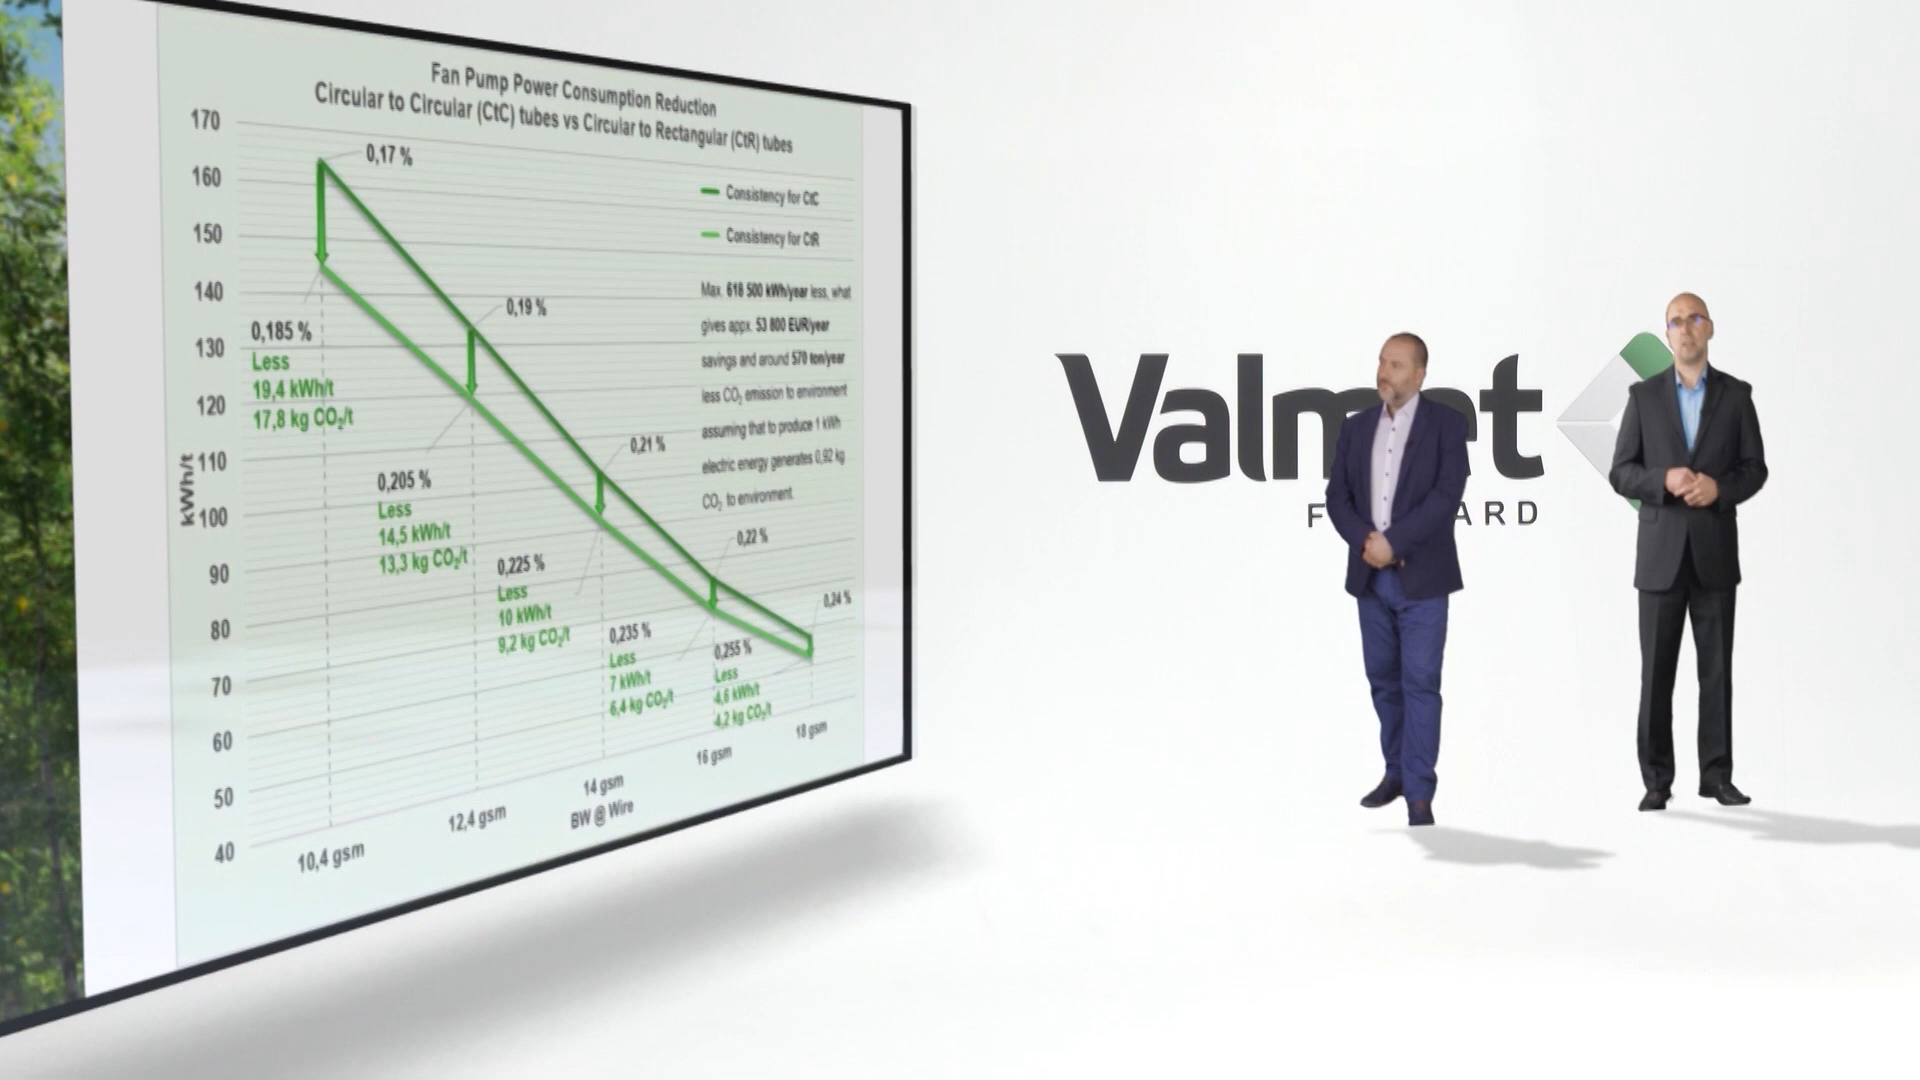 Fan Pump Power Consumption Reduction
Circular to Circular (CtC) tubes vs Circular to Rectangular (CtR) tubes
170
160
150
140
130
120
110
100
90
80
70
60
50
40
kWh/t
0,17 %
0,19 %
0,21 %
0,22 %
0,24 %
Consistency for CtC
Consistency for CtR
Max. 618 500 kWh/year less, what
gives appx. 53 800 EUR/year
savings and around 570 ton/year
less CO₂ emission to environment
assuming that to produce 1 kWh
electric energy generates 0,92 kg
CO₂ to environment
0,185 %
Less
19,4 kWh/t
17,8 kg CO₂/t
0,205 %
Less
14,5 kWh/t
13,3 kg CO₂/t
0,225 %
Less
10 kWh/t
9,2 kg CO₂/t
0,235 %
Less
7 kWh/t
6,4 kg CO₂/t
0,255 %
Less
4,6 kWh/t
4,2 kg CO₂/t
10,4 gsm
12,4 gsm
14 gsm
16 gsm
18 gsm
BW @ Wire
Valmet
F ARD